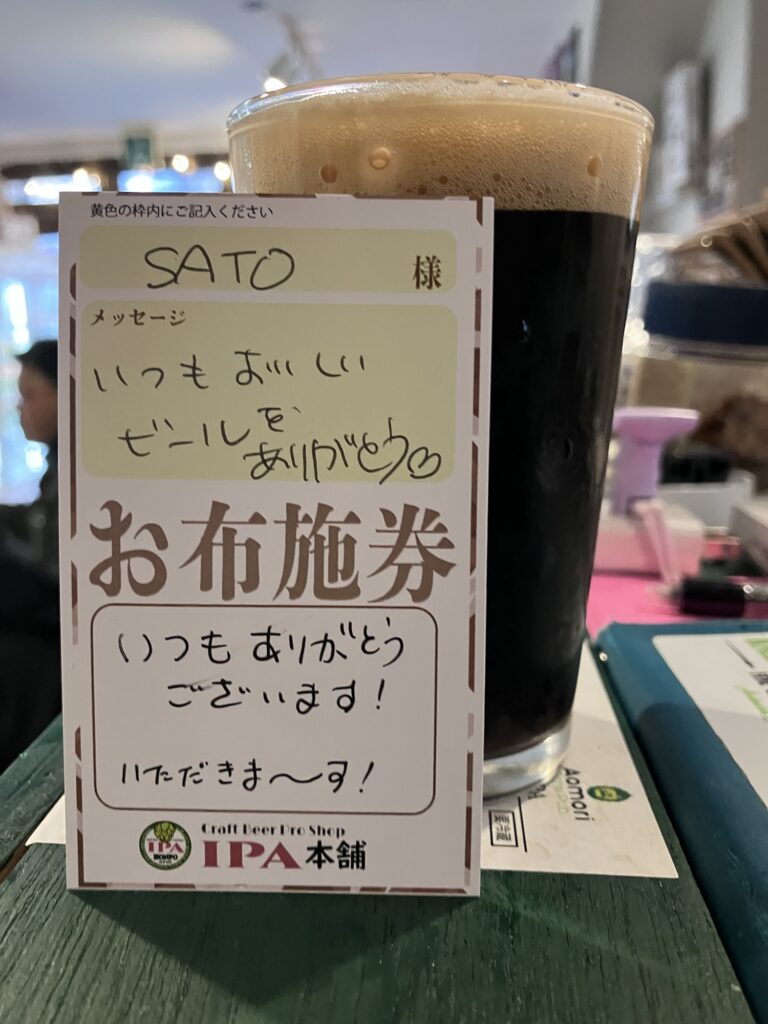 黄色の枠内にご記入ください
SATO 様
メッセージ
いつもおいしい
ビールを
ありがとう♡
お布施券
いつもありがとう
ございます!
いただきま〜す!
Craft Beer Pro Shop
IPA
HONPO
IPA本舗
Aomori